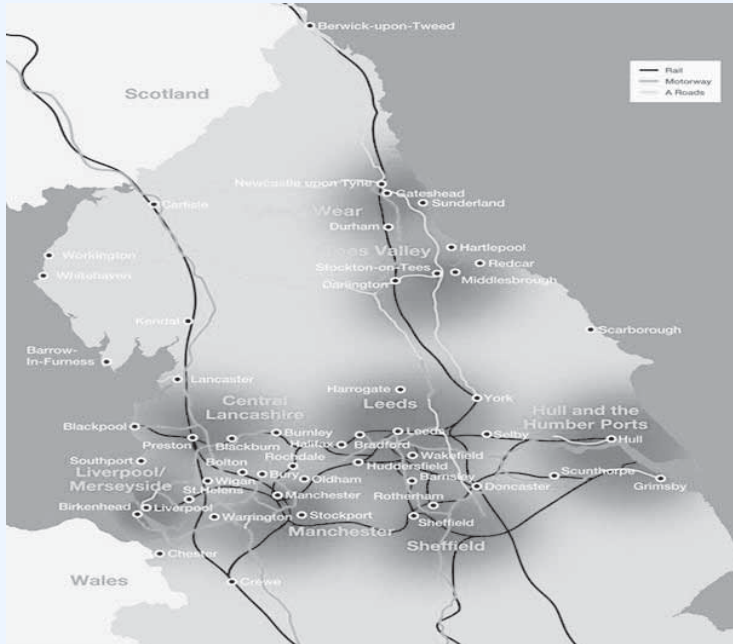 Berwick-upon-Tweed
Rail
Motorway
A Roads
Scotland
Newcastle upon Tyne
Gateshead
Carlisle
Sunderland
Wear
Durham
Hartlepool
Workington
Tees Valley
Redcar
Stockton-on-Tees
Whitehaven
Middlesbrough
Darlington
Kendal
Scarborough
Barrow-
In-Furness
Lancaster
Harrogate
York
Central
Lancashire
Leeds
Hull and the
Humber Ports
Blackpool
Burnley
Leeds
Selby
Preston
Blackburn
Halifax
Bradford
Hull
Rochdale
Wakefield
Southport
Bolton
Huddersfield
Scunthorpe
Liverpool/
Merseyside
Bury
Oldham
Barnsley
Wigan
Doncaster
Grimsby
St.Helens
Manchester
Rotherham
Birkenhead
Liverpool
Warrington
Stockport
Sheffield
Manchester
Sheffield
Chester
Wales
Crewe